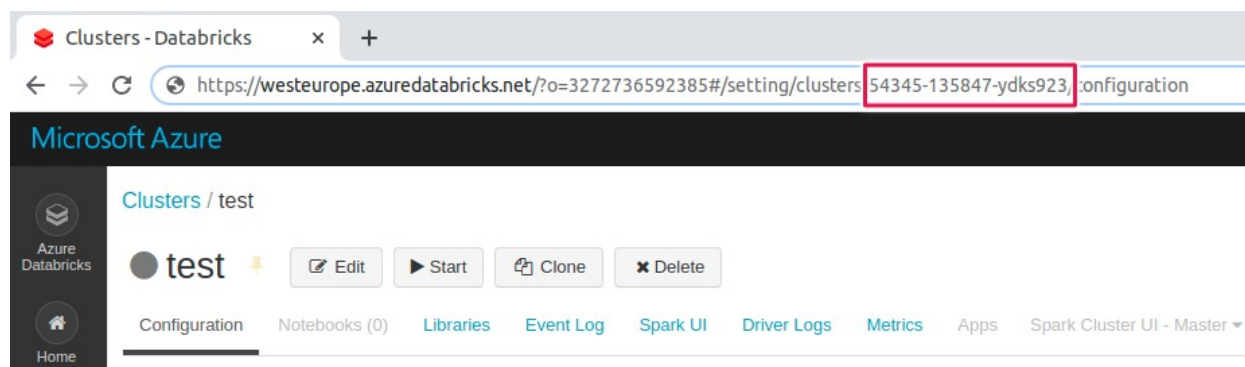 Clusters - Databricks × +
https://westeurope.azuredatabricks.net/?o=3272736592385#/setting/clusters/54345-135847-ydks923/configuration
Microsoft Azure
Clusters / test
Azure
Databricks
test Edit Start Clone Delete
Configuration Notebooks (0) Libraries Event Log Spark UI Driver Logs Metrics Apps Spark Cluster UI - Master
Home